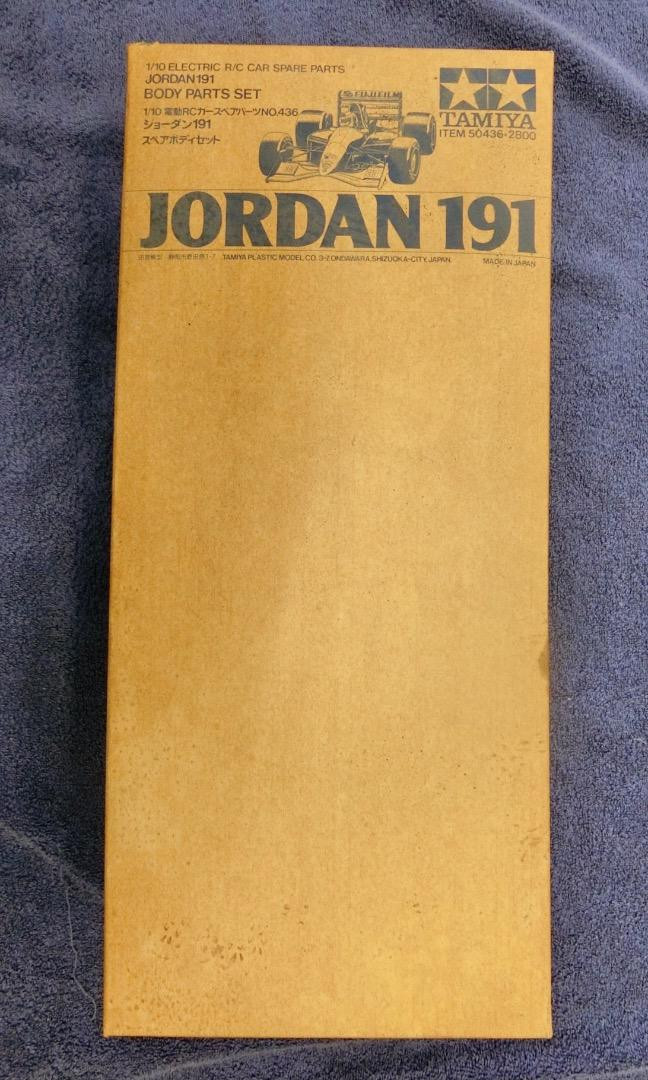 1/10 ELECTRIC R/C CAR SPARE PARTS
JORDAN 191
BODY PARTS SET
1/10 電動RCカースペアパーツNO.436
ジョーダン191
スペアボディセット
FUJIFILM
TAMIYA
ITEM 50436-2800
JORDAN 191
TAMIYA PLASTIC MODEL CO. 3-7, ONDAWARA, SHIZUOKA-CITY, JAPAN.
MADE IN JAPAN